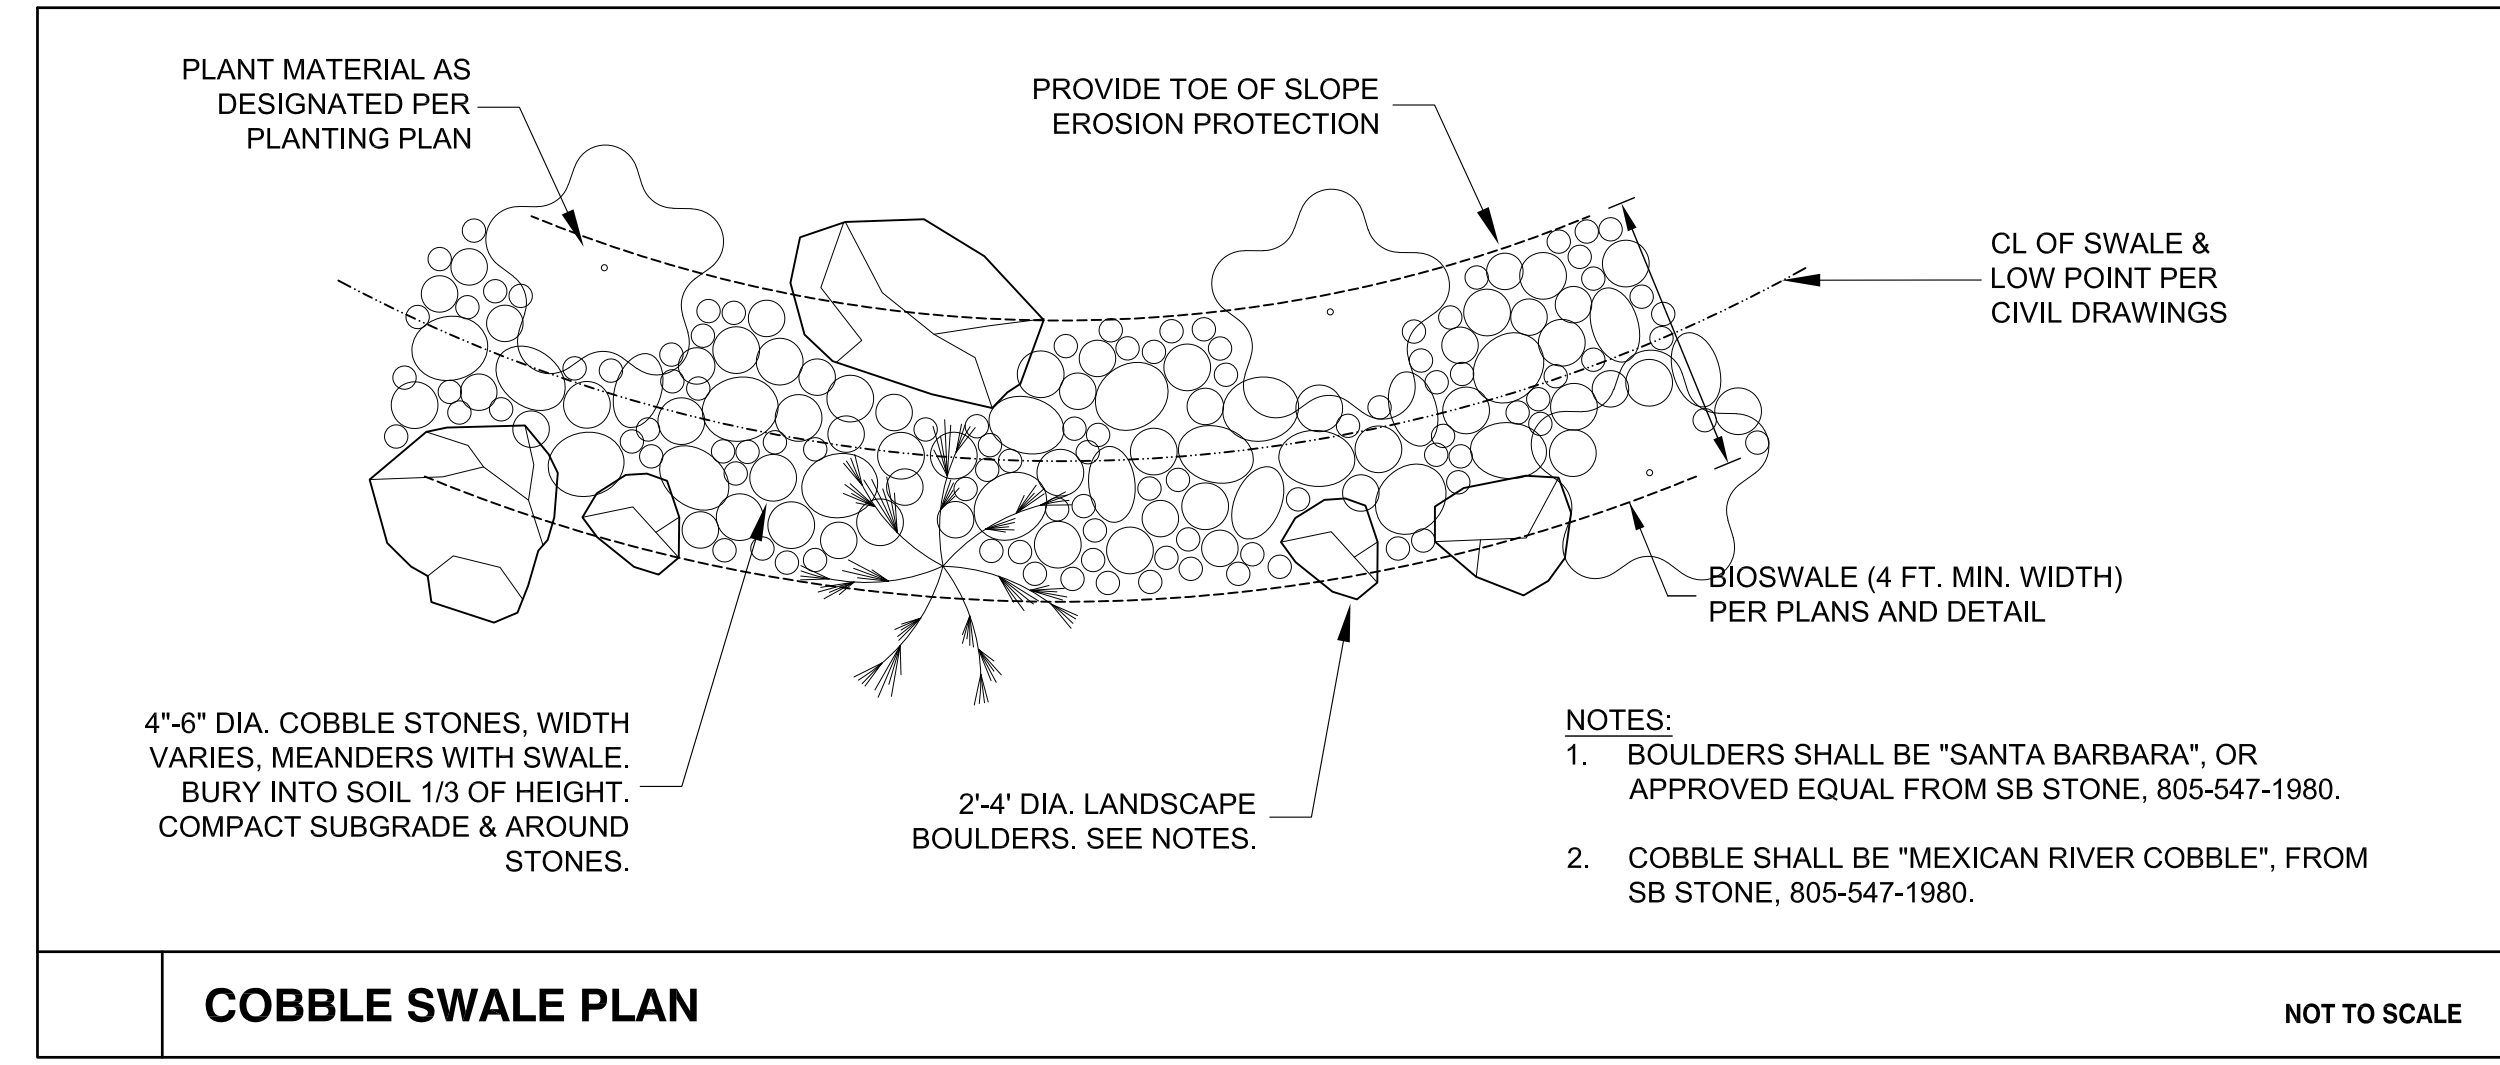 PLANT MATERIAL AS
DESIGNATED PER
PLANTING PLAN
PROVIDE TOE OF SLOPE
EROSION PROTECTION
CL OF SWALE &
LOW POINT PER
CIVIL DRAWINGS
BIOSWALE (4 FT. MIN. WIDTH)
PER PLANS AND DETAIL
4"-6" DIA. COBBLE STONES, WIDTH
VARIES, MEANDERS WITH SWALE.
BURY INTO SOIL 1/3 OF HEIGHT.
COMPACT SUBGRADE & AROUND
STONES.
2'-4' DIA. LANDSCAPE
BOULDERS. SEE NOTES.
NOTES:
1. BOULDERS SHALL BE "SANTA BARBARA", OR
APPROVED EQUAL FROM SB STONE, 805-547-1980.
2. COBBLE SHALL BE "MEXICAN RIVER COBBLE", FROM
SB STONE, 805-547-1980.
COBBLE SWALE PLAN
NOT TO SCALE